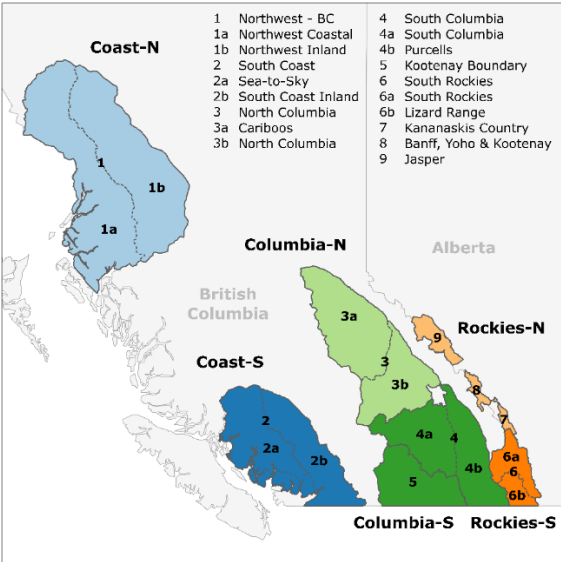 1 Northwest - BC
1a Northwest Coastal
1b Northwest Inland
2 South Coast
2a Sea-to-Sky
2b South Coast Inland
3 North Columbia
3a Cariboos
3b North Columbia
4 South Columbia
4a South Columbia
4b Purcells
5 Kootenay Boundary
6 South Rockies
6a South Rockies
6b Lizard Range
7 Kananaskis Country
8 Banff, Yoho & Kootenay
9 Jasper
Coast-N
1
1b
1a
Columbia-N
Alberta
British
Columbia
3a
9
Rockies-N
3
Coast-S
3b
8
7
2
4a
4
2a
2b
6a
4b
6
5
6b
Columbia-S
Rockies-S